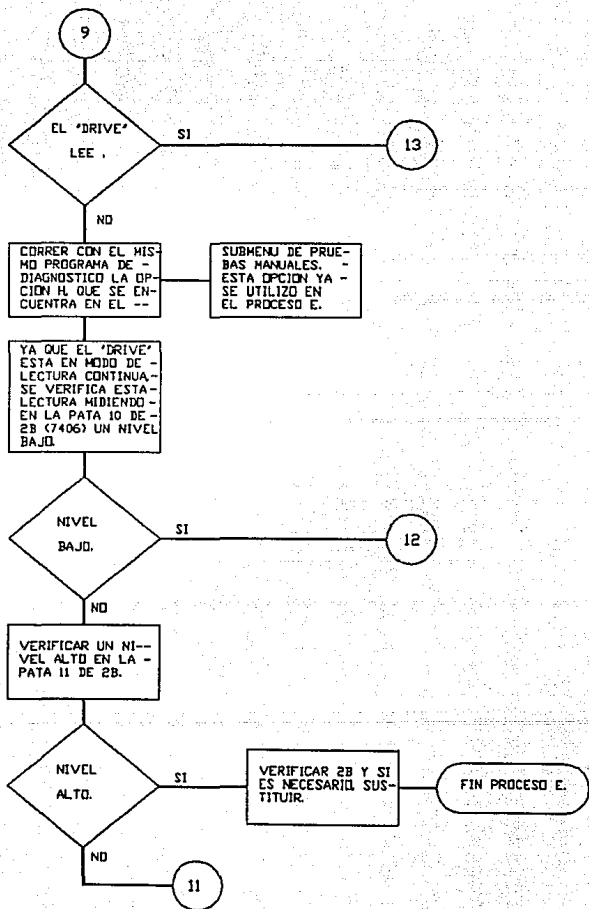 9
EL "DRIVE"
LEE .
SI
13
NO
CORRER CON EL MIS-
MO PROGRAMA DE -
DIAGNOSTICO LA OP-
CION H, QUE SE EN-
CUENTRA EN EL --
SUBMENU DE PRUE-
BAS MANUALES. -
ESTA OPCION YA -
SE UTILIZO EN
EL PROCESO E.
YA QUE EL "DRIVE"
ESTA EN MODO DE -
LECTURA CONTINUA-
SE VERIFICA ESTA-
LECTURA MIDIENDO-
EN LA PATA 10 DE-
2B (7406) UN NIVEL
BAJO.
NIVEL
BAJO.
SI
12
NO
VERIFICAR UN NI--
VEL ALTO EN LA -
PATA 11 DE 2B.
NIVEL
ALTO.
SI
VERIFICAR 2B Y SI
ES NECESARIO, SUS-
TITUIR.
FIN PROCESO E.
NO
11